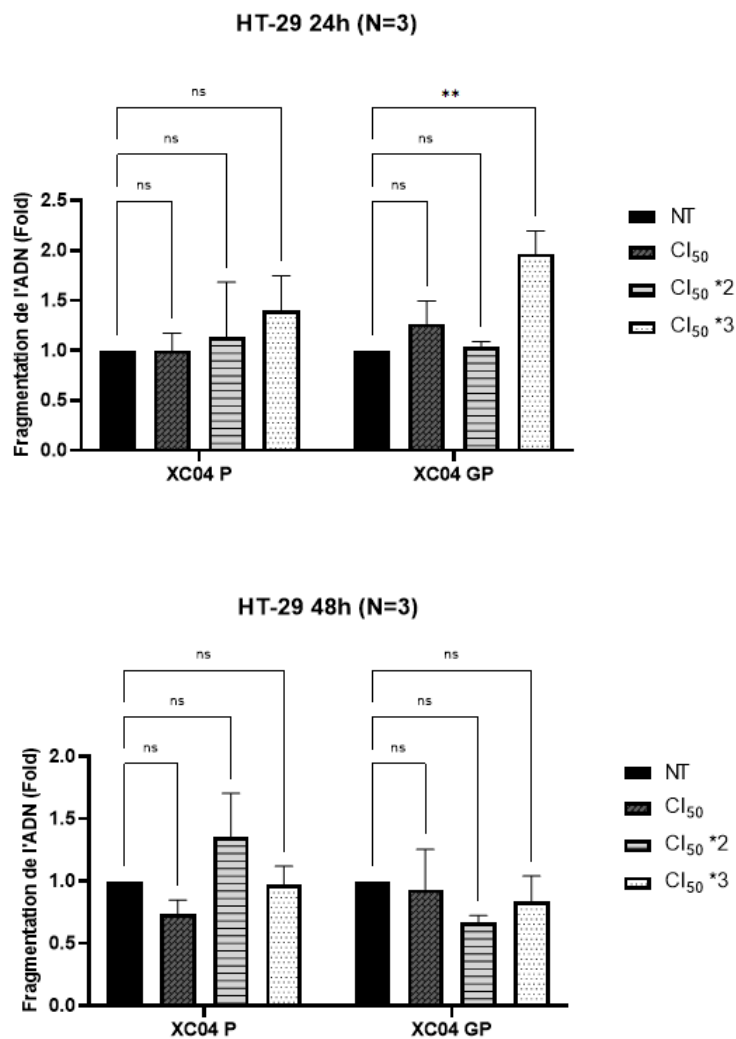 HT-29 24h (N=3)
ns
**
ns
ns
ns
ns
Fragmentation de l'ADN (Fold)
2.5
2.0
1.5
1.0
0.5
0.0
XC04 P
XC04 GP
NT
CI₅₀
CI₅₀ *2
CI₅₀ *3
HT-29 48h (N=3)
ns
ns
ns
ns
ns
ns
Fragmentation de l'ADN (Fold)
2.0
1.5
1.0
0.5
0.0
XC04 P
XC04 GP
NT
CI₅₀
CI₅₀ *2
CI₅₀ *3